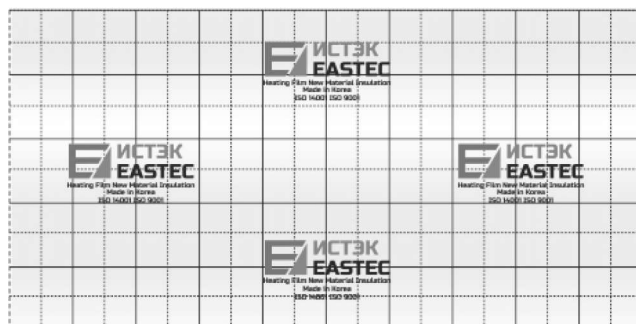 ИСТЭК
EASTEC
Heating Film New Material Insulation
Made in Korea
ISO 14001 ISO 9001
ИСТЭК
EASTEC
Heating Film New Material Insulation
Made in Korea
ISO 14001 ISO 9001
ИСТЭК
EASTEC
Heating Film New Material Insulation
Made in Korea
ISO 14001 ISO 9001
ИСТЭК
EASTEC
Heating Film New Material Insulation
Made in Korea
ISO 14001 ISO 9001